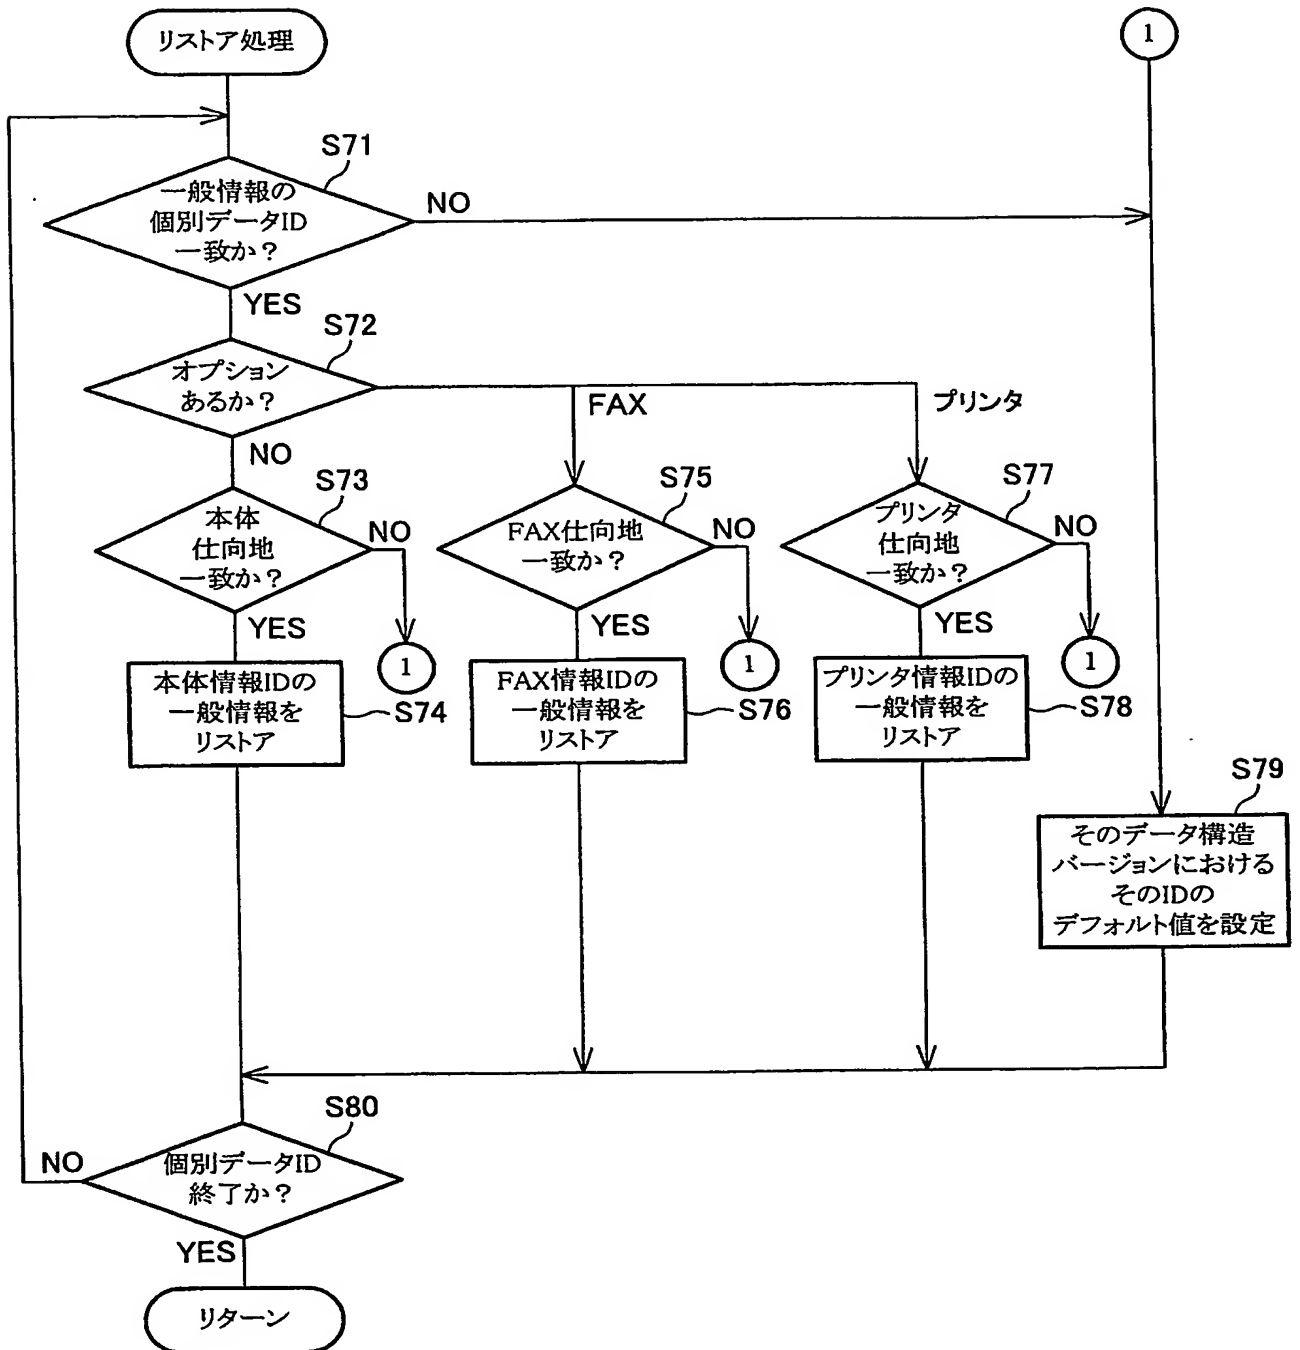 リストア処理
1
S71
一般情報の
個別データID
一致か?
NO
YES
S72
オプション
あるか?
FAX
プリンタ
NO
S73
本体
仕向地
一致か?
NO
YES
1
S75
FAX仕向地
一致か?
NO
YES
1
S77
プリンタ
仕向地
一致か?
NO
YES
1
本体情報IDの
一般情報を
リストア
S74
FAX情報IDの
一般情報を
リストア
S76
プリンタ情報IDの
一般情報を
リストア
S78
S79
そのデータ構造
バージョンにおける
そのIDの
デフォルト値を設定
S80
個別データID
終了か?
NO
YES
リターン